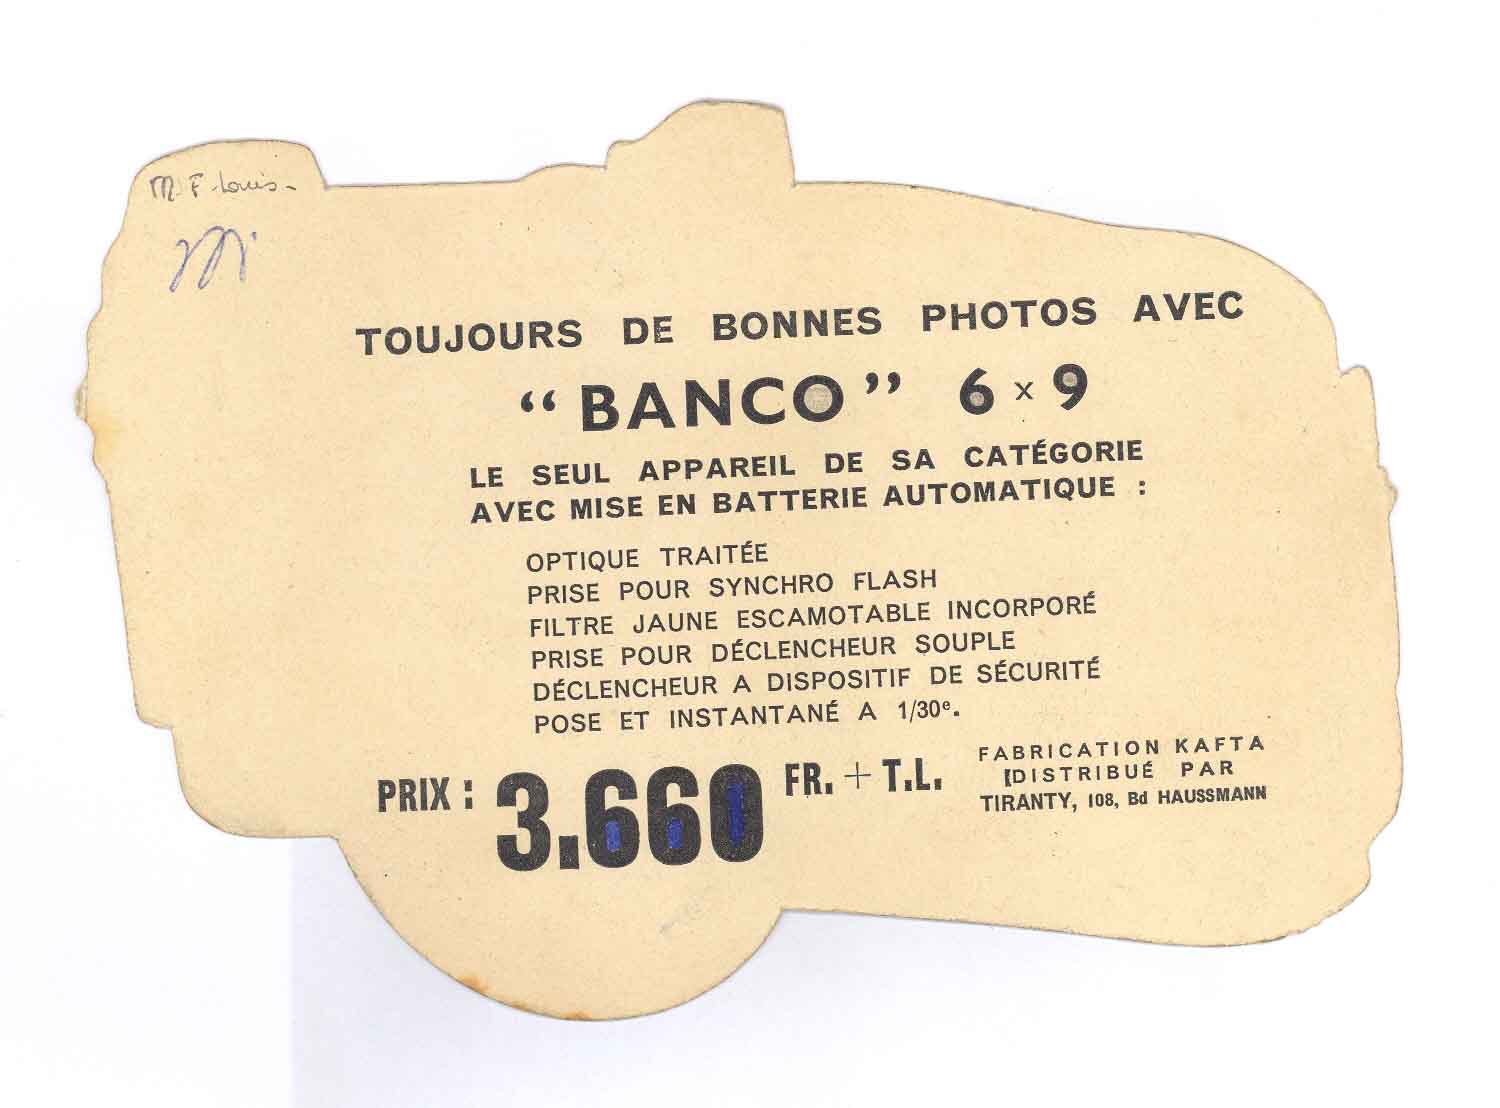 M. F. Louis -
TOUJOURS DE BONNES PHOTOS AVEC
“BANCO” 6 x 9
LE SEUL APPAREIL DE SA CATÉGORIE
AVEC MISE EN BATTERIE AUTOMATIQUE :
OPTIQUE TRAITÉE
PRISE POUR SYNCHRO FLASH
FILTRE JAUNE ESCAMOTABLE INCORPORÉ
PRISE POUR DÉCLENCHEUR SOUPLE
DÉCLENCHEUR A DISPOSITIF DE SÉCURITÉ
POSE ET INSTANTANÉ A 1/30e.
PRIX : 3.660 FR. + T.L.
FABRICATION KAFTA
DISTRIBUÉ PAR
TIRANTY, 108, Bd HAUSSMANN